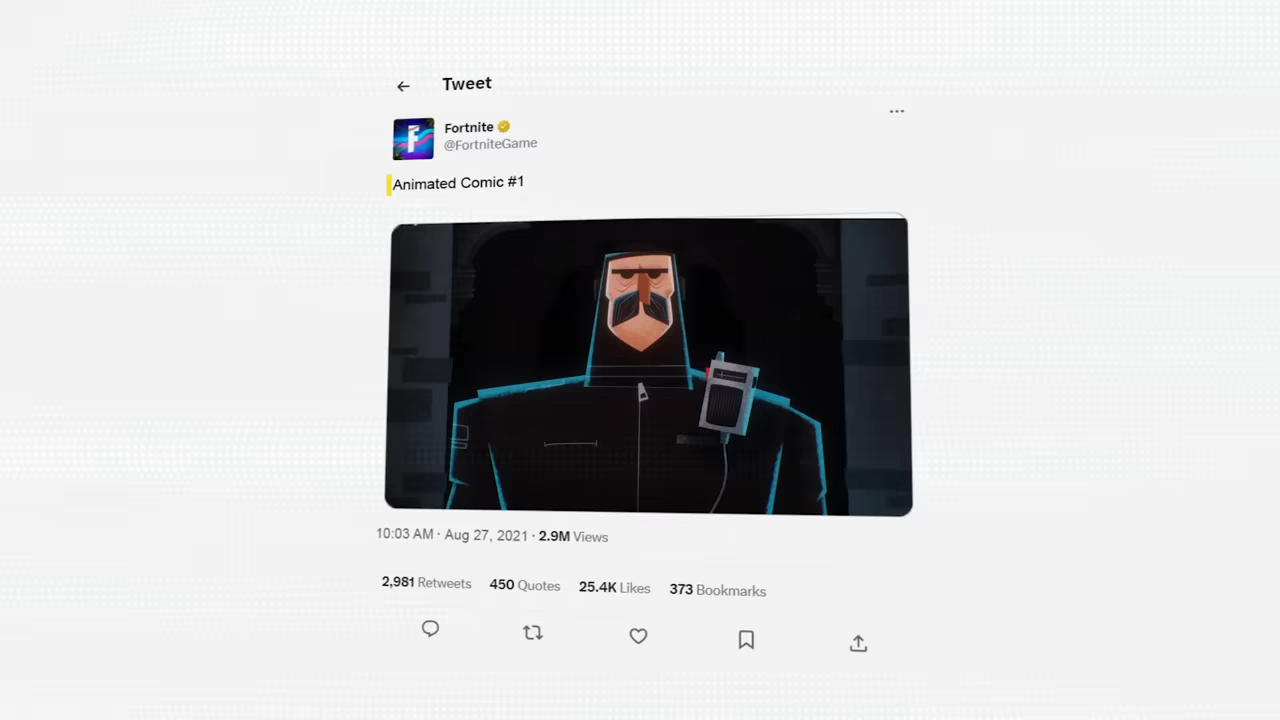 Tweet
Fortnite
@FortniteGame
Animated Comic #1
10:03 AM · Aug 27, 2021 · 2.9M Views
2,981 Retweets 450 Quotes 25.4K Likes 373 Bookmarks